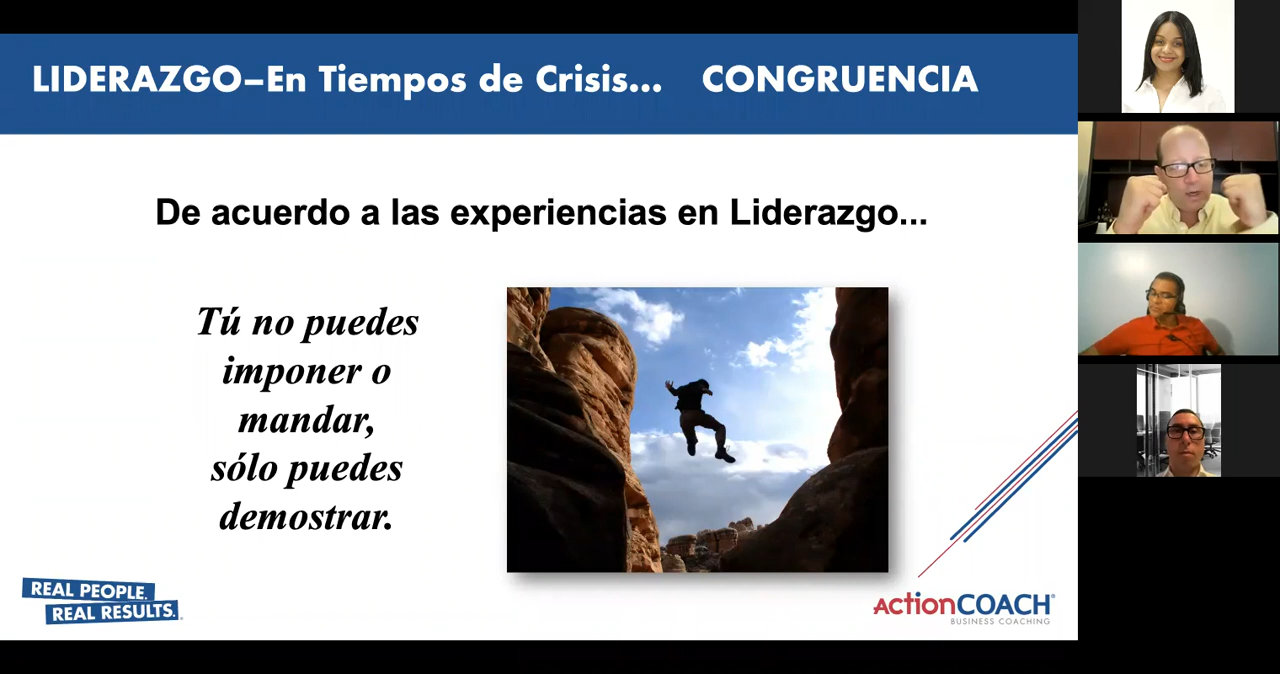 LIDERAZGO–En Tiempos de Crisis... CONGRUENCIA
De acuerdo a las experiencias en Liderazgo...
Tú no puedes
imponer o
mandar,
sólo puedes
demostrar.
REAL PEOPLE.
REAL RESULTS.
ActionCOACH®
BUSINESS COACHING